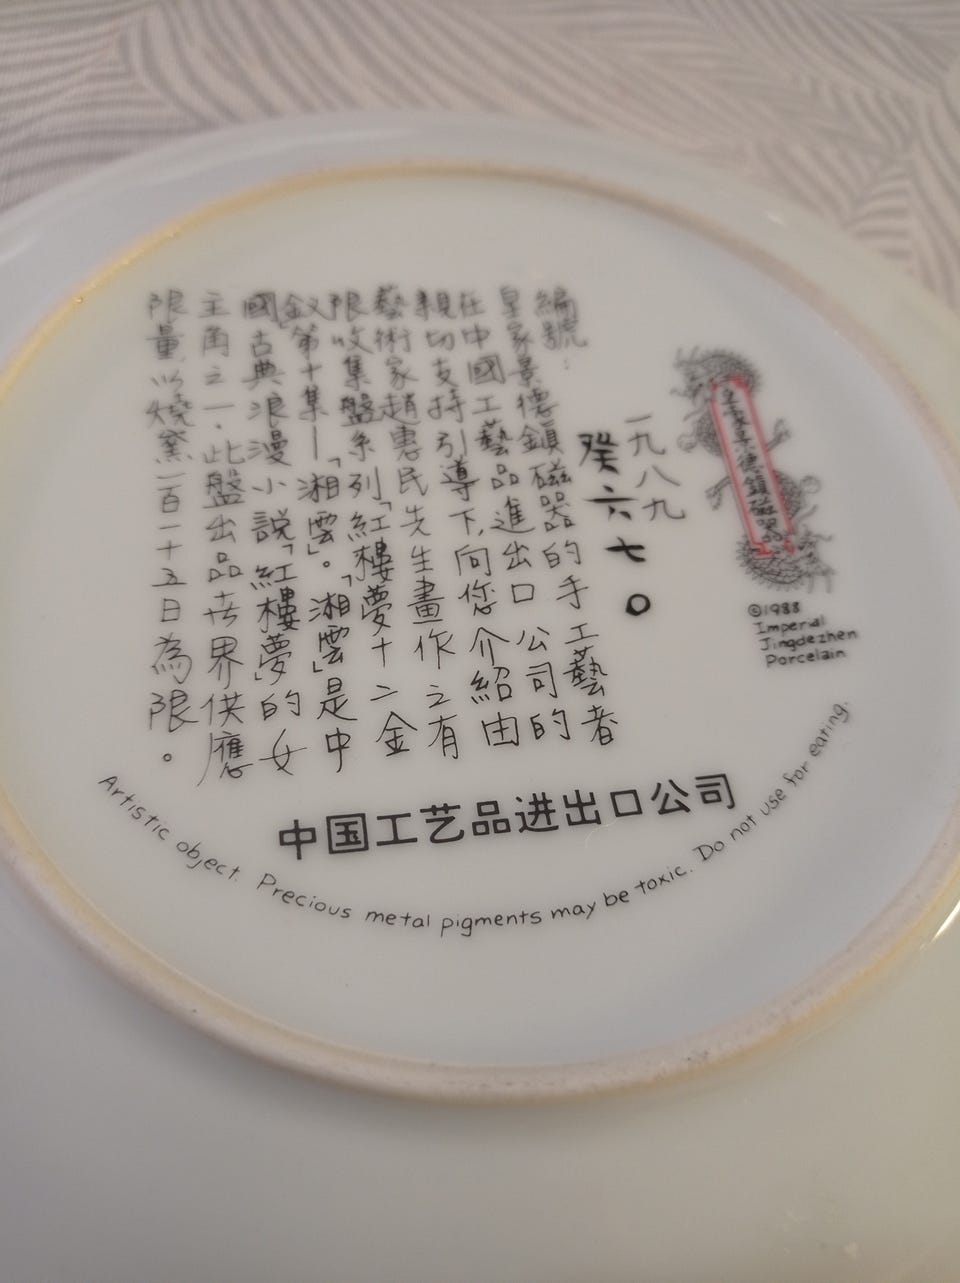 皇家景德鎮磁器
©1988
Imperial
Jingdezhen
Porcelain
一九八九
編號：癸六七〇
皇家景德鎮磁器的手工藝者
在中國工藝品進出口公司的
親切支持引導下,向您介紹由
藝術家趙惠民先生畫作之有
限收集盤系列「紅樓夢十二金
釵」第十集—「湘雲」。「湘雲」是中
國古典浪漫小說「紅樓夢」的女
主角之一、此盤出品世界供應
限量以燒窯一百一十五日為限。
中国工艺品进出口公司
Artistic object. Precious metal pigments may be toxic. Do not use for eating.